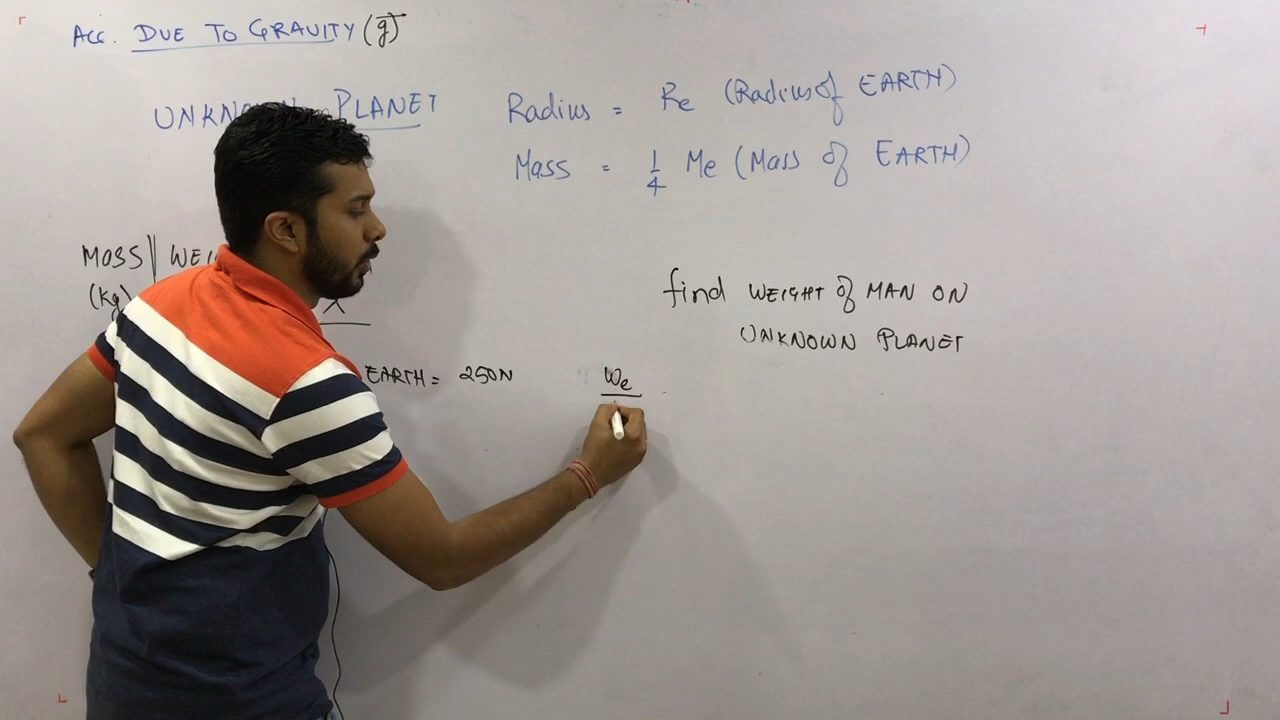 Acc. DUE TO GRAVITY (g)
PLANET
Radius = Re (Radius of EARTH)
Mass = 1/4 Me (Mass of EARTH)
MASS
(Kg)
find WEIGHT of MAN ON
UNKNOWN PLANET
EARTH = 250N
We